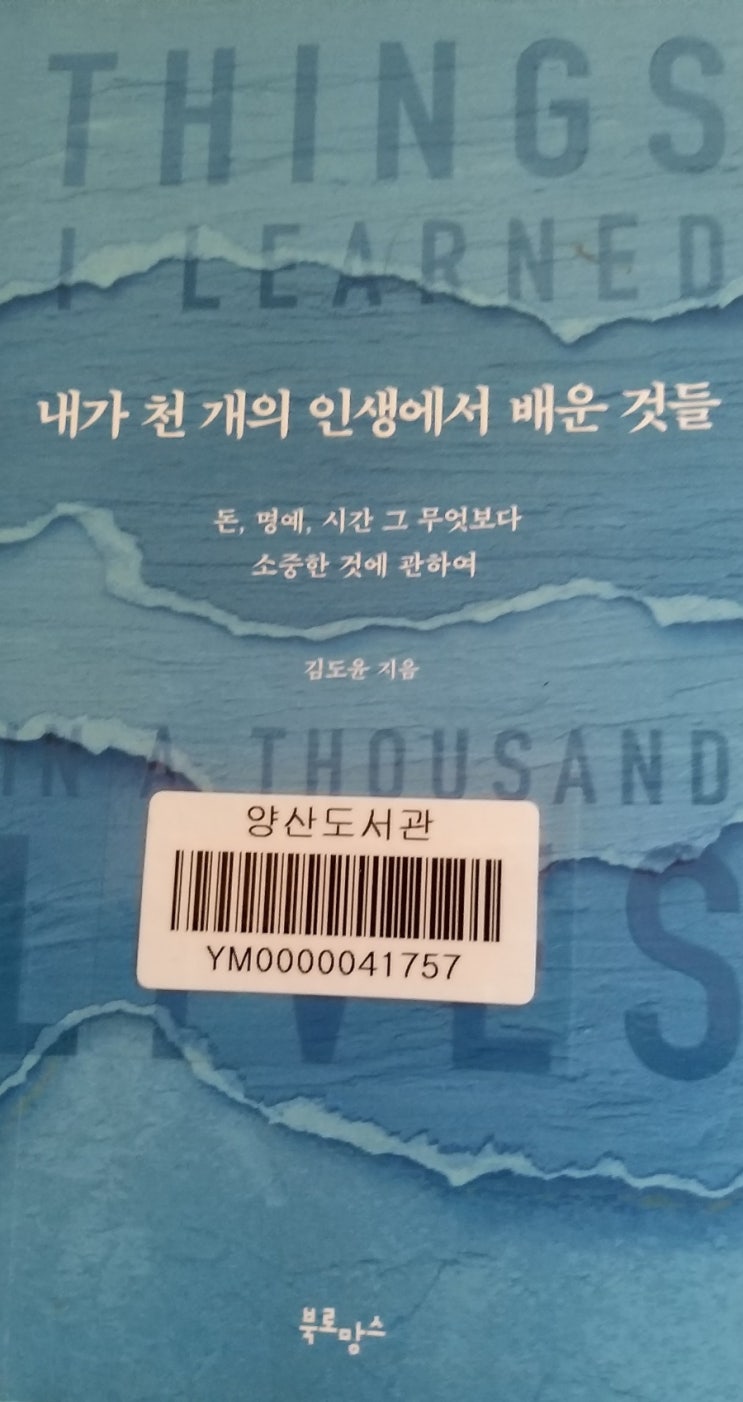 THINGS
I LEARNED
내가 천 개의 인생에서 배운 것들
돈, 명예, 시간 그 무엇보다
소중한 것에 관하여
김도윤 지음
IN A THOUSAND
LIVES
양산도서관
YM0000041757
북로망스